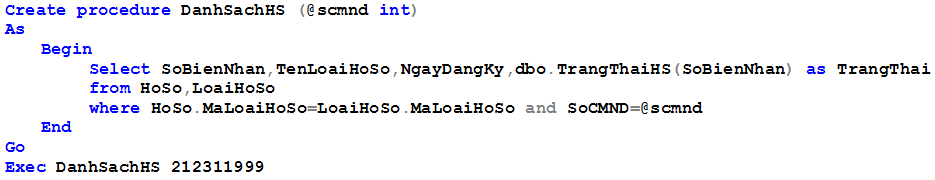 Create procedure DanhSachHS (@scmnd int)
As
Begin
Select SoBienNhan,TenLoaiHoSo,NgayDangKy,dbo.TrangThaiHS(SoBienNhan) as TrangThai
from HoSo,LoaiHoSo
where HoSo.MaLoaiHoSo=LoaiHoSo.MaLoaiHoSo and SoCMND=@scmnd
End
Go
Exec DanhSachHS 212311999